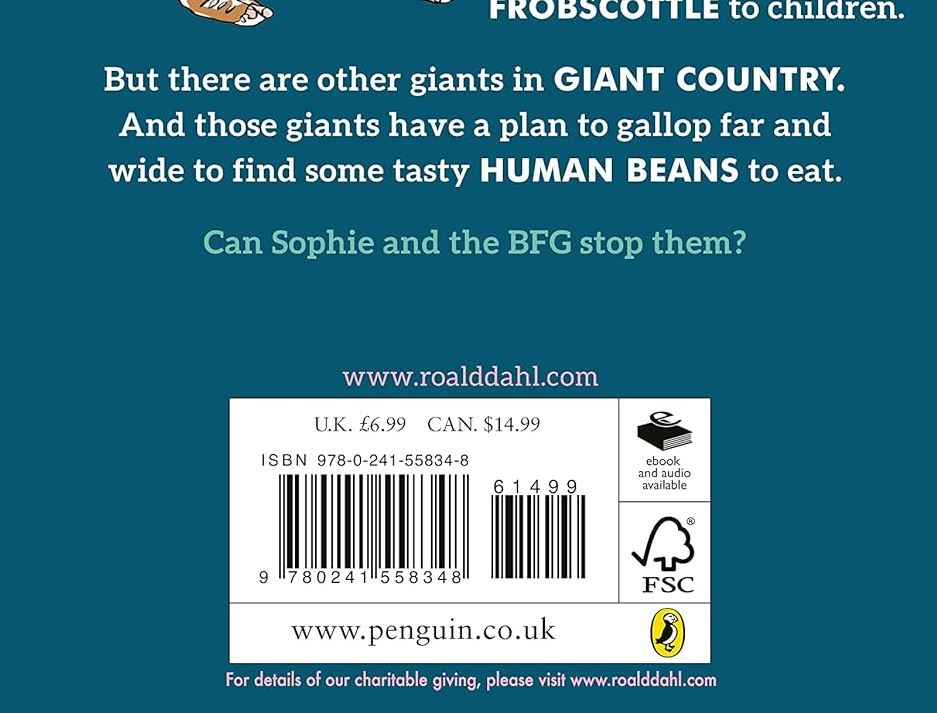 FROBSCOTTLE to children.
But there are other giants in GIANT COUNTRY.
And those giants have a plan to gallop far and
wide to find some tasty HUMAN BEANS to eat.
Can Sophie and the BFG stop them?
www.roalddahl.com
U.K. £6.99 CAN. $14.99
ISBN 978-0-241-55834-8
61499
9 780241 558348
ebook
and audio
available
®
FSC
www.penguin.co.uk
For details of our charitable giving, please visit www.roalddahl.com